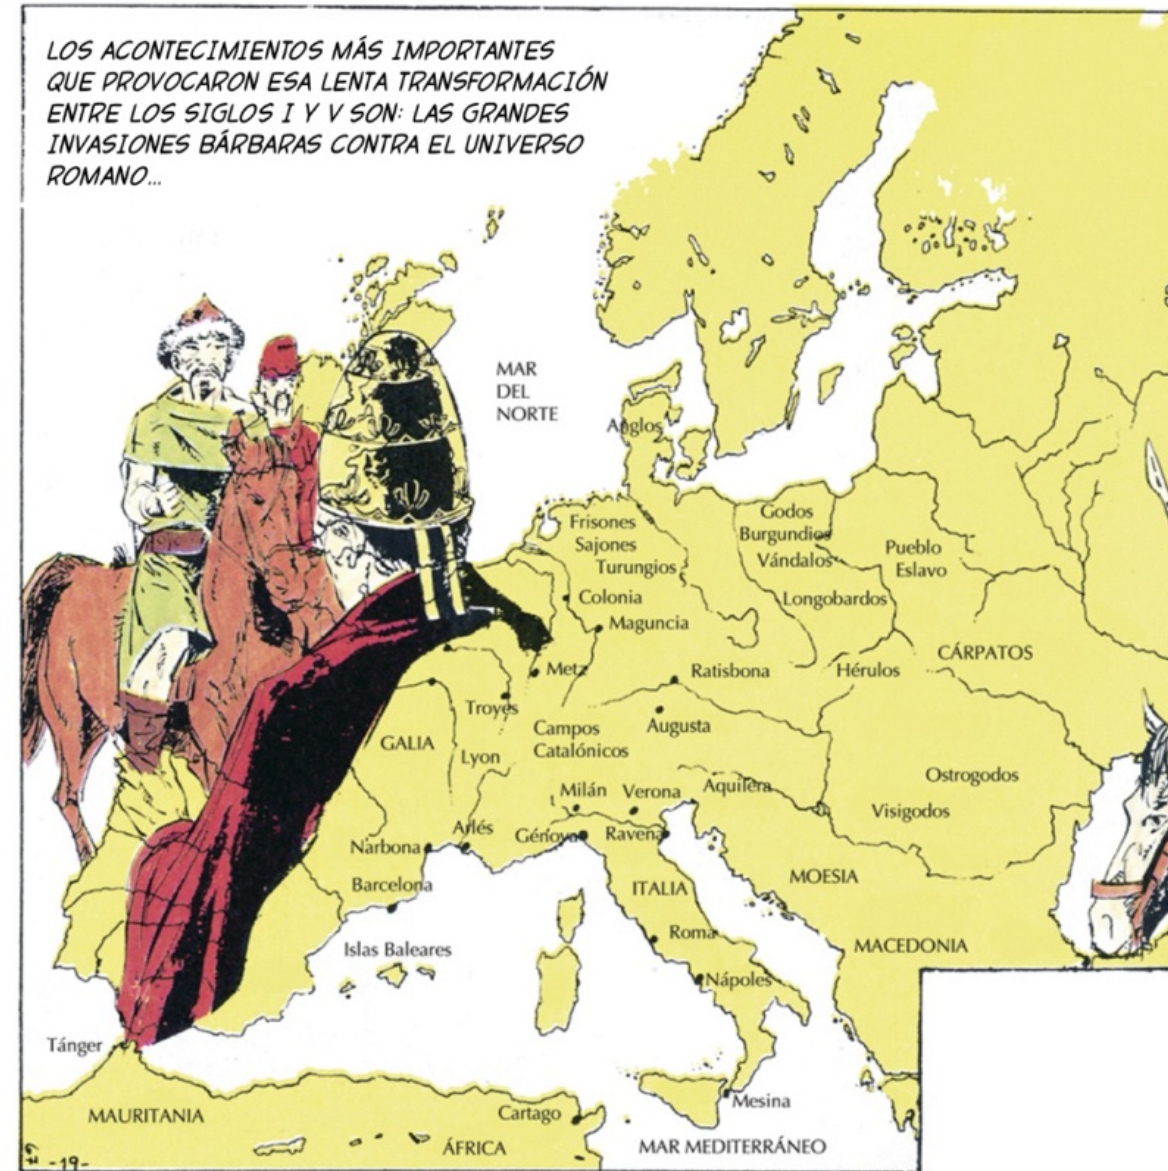 LOS ACONTECIMIENTOS MÁS IMPORTANTES
QUE PROVOCARON ESA LENTA TRANSFORMACIÓN
ENTRE LOS SIGLOS I Y V SON: LAS GRANDES
INVASIONES BÁRBARAS CONTRA EL UNIVERSO
ROMANO...
MAR
DEL
NORTE
Anglos
Frisones
Sajones
Turungios
Godos
Burgundios
Vándalos
Pueblo
Eslavo
Longobardos
Colonia
Maguncia
CÁRPATOS
Metz
Ratisbona
Hérulos
Troyes
Augusta
Campos
Catalónicos
GALIA
Lyon
Ostrogodos
Milán
Verona
Aquilera
Visigodos
Arlés
Génova
Ravena
Narbona
Barcelona
ITALIA
MOESIA
Islas Baleares
Roma
MACEDONIA
Nápoles
Tánger
MAURITANIA
Cartago
Mesina
ÁFRICA
MAR MEDITERRÁNEO
-19-